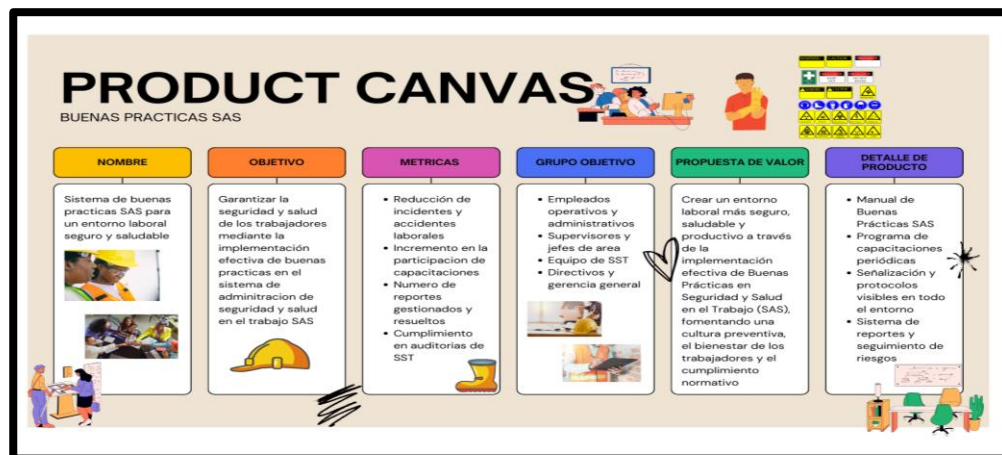 PRODUCT CANVAS
BUENAS PRACTICAS SAS
NOMBRE
Sistema de buenas
practicas SAS para
un entorno laboral
seguro y saludable
OBJETIVO
Garantizar la
seguridad y salud
de los trabajadores
mediante la
implementación
efectiva de buenas
practicas en el
sistema de
adminitracion de
seguridad y salud
en el trabajo SAS
METRICAS
• Reducción de
incidentes y
accidentes
laborales
• Incremento en la
participacion de
capacitaciones
• Numero de
reportes
gestionados y
resueltos
• Cumplimiento
en auditorias de
SST
GRUPO OBJETIVO
• Empleados
operativos y
administrativos
• Supervisores y
jefes de area
• Equipo de SST
• Directivos y
gerencia general
PROPUESTA DE VALOR
Crear un entorno
laboral más seguro,
saludable y
productivo a través
de la
implementación
efectiva de Buenas
Prácticas en
Seguridad y Salud
en el Trabajo (SAS),
fomentando una
cultura preventiva,
el bienestar de los
trabajadores y el
cumplimiento
normativo
DETALLE DE
PRODUCTO
• Manual de
Buenas
Prácticas SAS
• Programa de
capacitaciones
periódicas
• Señalización y
protocolos
visibles en todo
el entorno
• Sistema de
reportes y
seguimiento de
riesgos